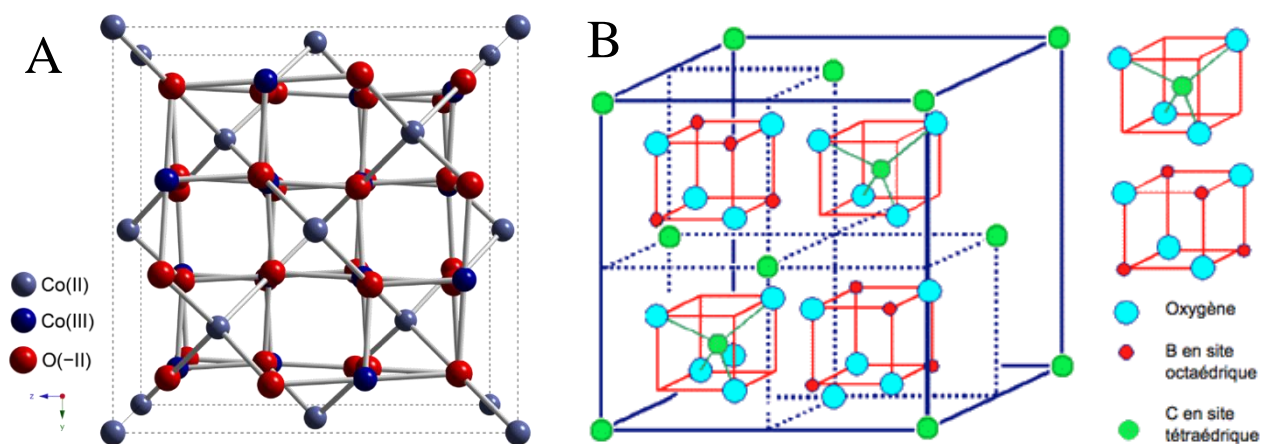 A
Co(II)
Co(III)
O(−II)
z
y
B
Oxygène
B en site
octaédrique
C en site
tétraédrique